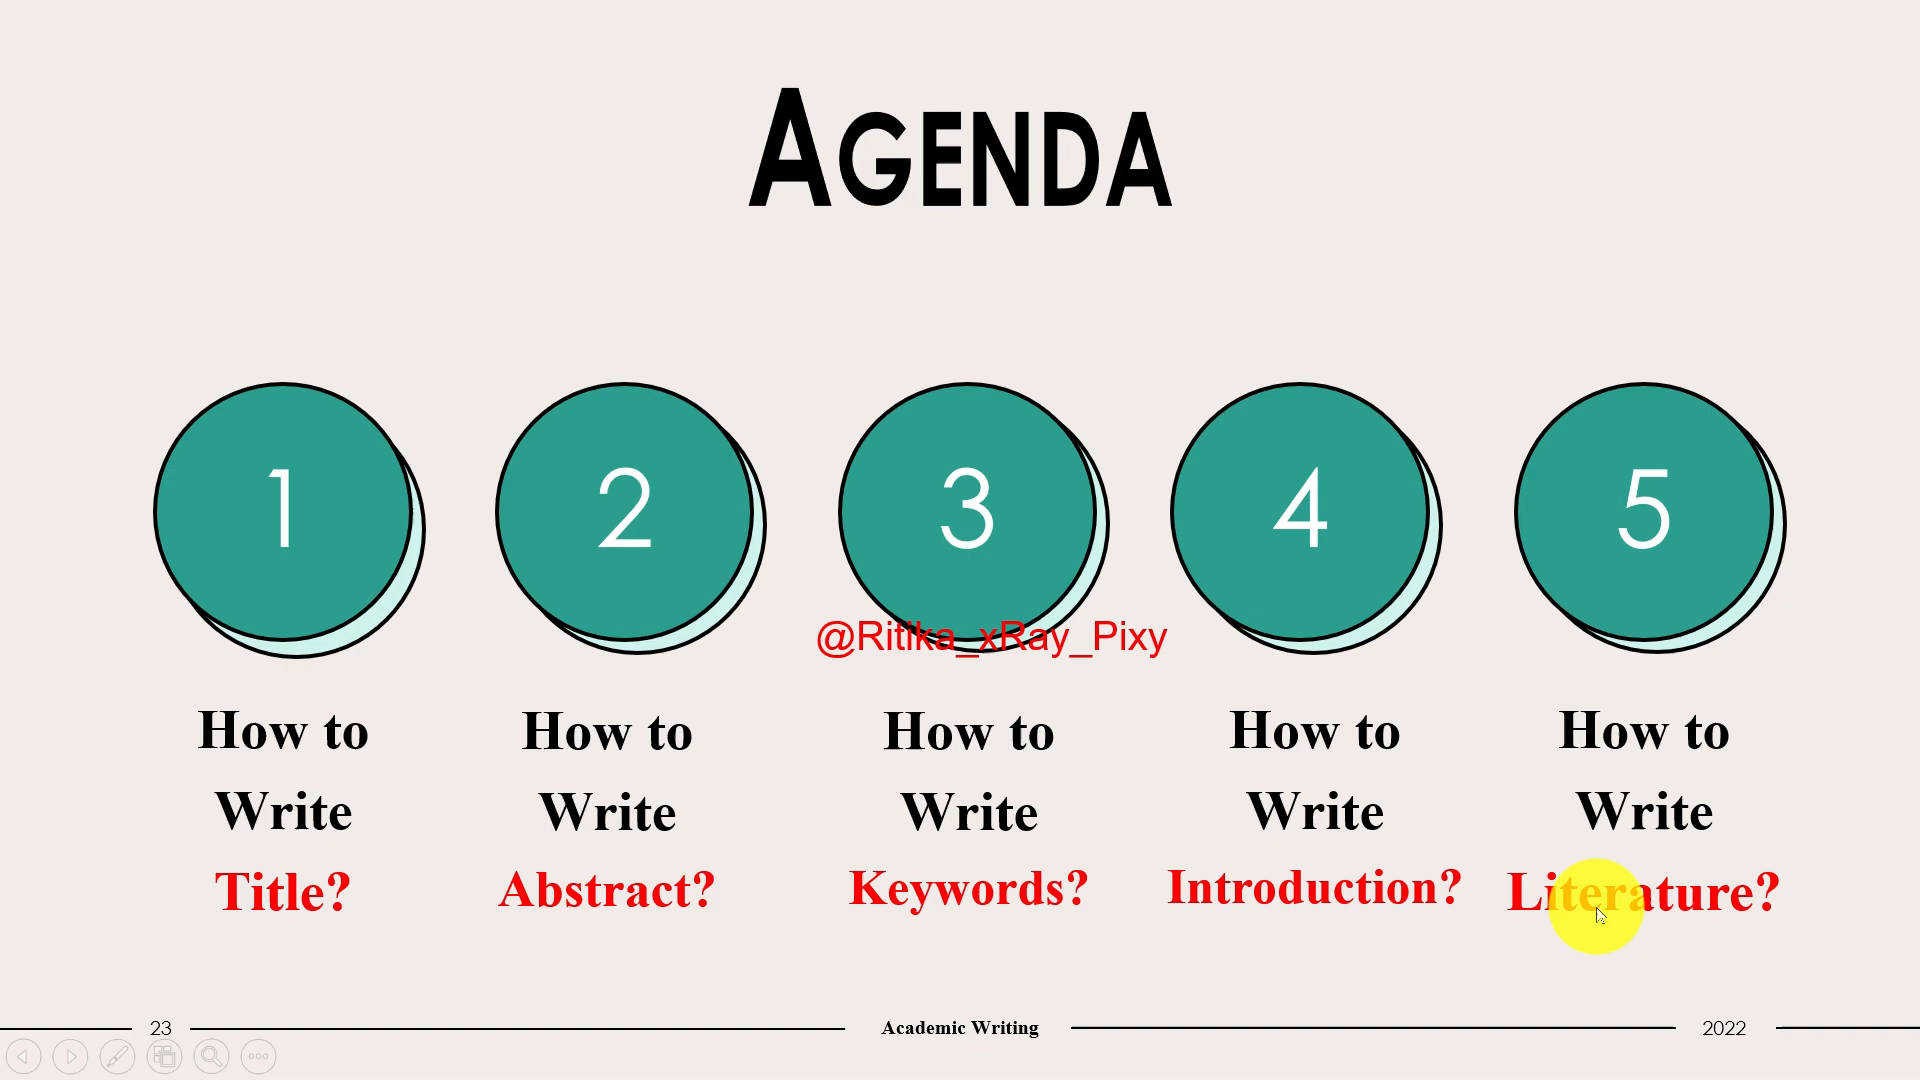 AGENDA
1
2
3
4
5
@Ritika_xRay_Pixy
How to
Write
Title?
How to
Write
Abstract?
How to
Write
Keywords?
How to
Write
Introduction?
How to
Write
Literature?
23
Academic Writing
2022